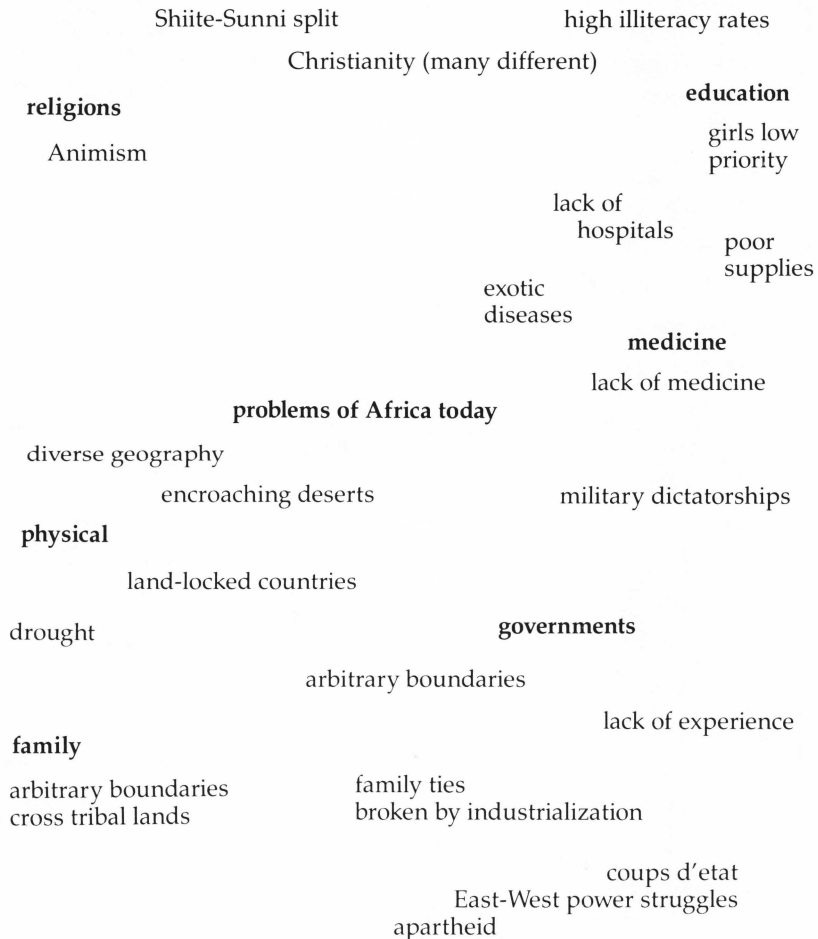 Shiite-Sunni split
high illiteracy rates
Christianity (many different)
religions
education
Animism
girls low
priority
lack of
hospitals
poor
supplies
exotic
diseases
medicine
lack of medicine
problems of Africa today
diverse geography
encroaching deserts
military dictatorships
physical
land-locked countries
drought
governments
arbitrary boundaries
lack of experience
family
arbitrary boundaries
cross tribal lands
family ties
broken by industrialization
coups d'etat
East-West power struggles
apartheid